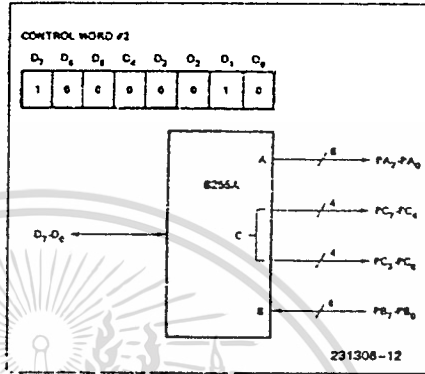 CONTROL WORD #2
D7 D6 D5 D4 D3 D2 D1 D0
1 0 0 0 0 0 1 0
A 8 PA7-PA0
8255A
4 PC7-PC4
D7-D0 C
4 PC3-PC0
B 8 PB7-PB0
231308-12